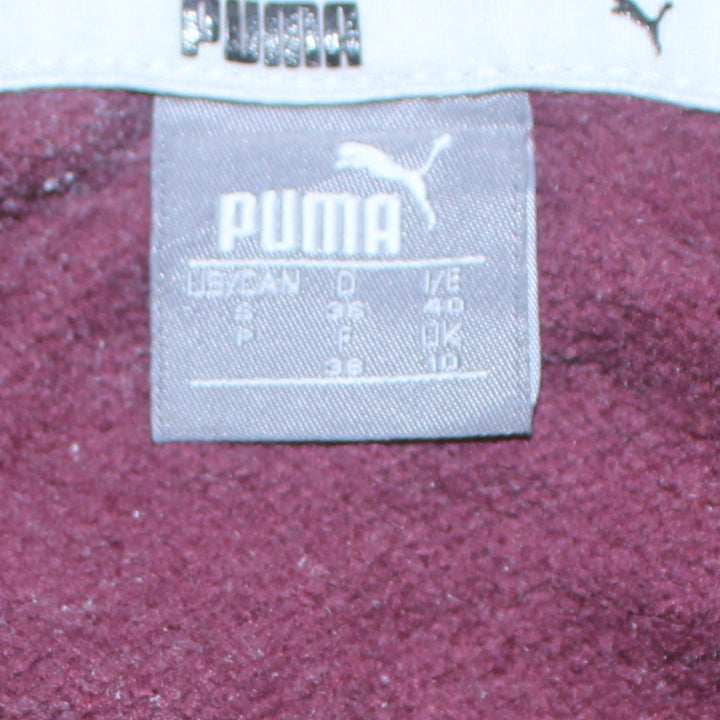 PUMA
PUMA
US/CAN D I/E
S 36 40
P F UK
38 10